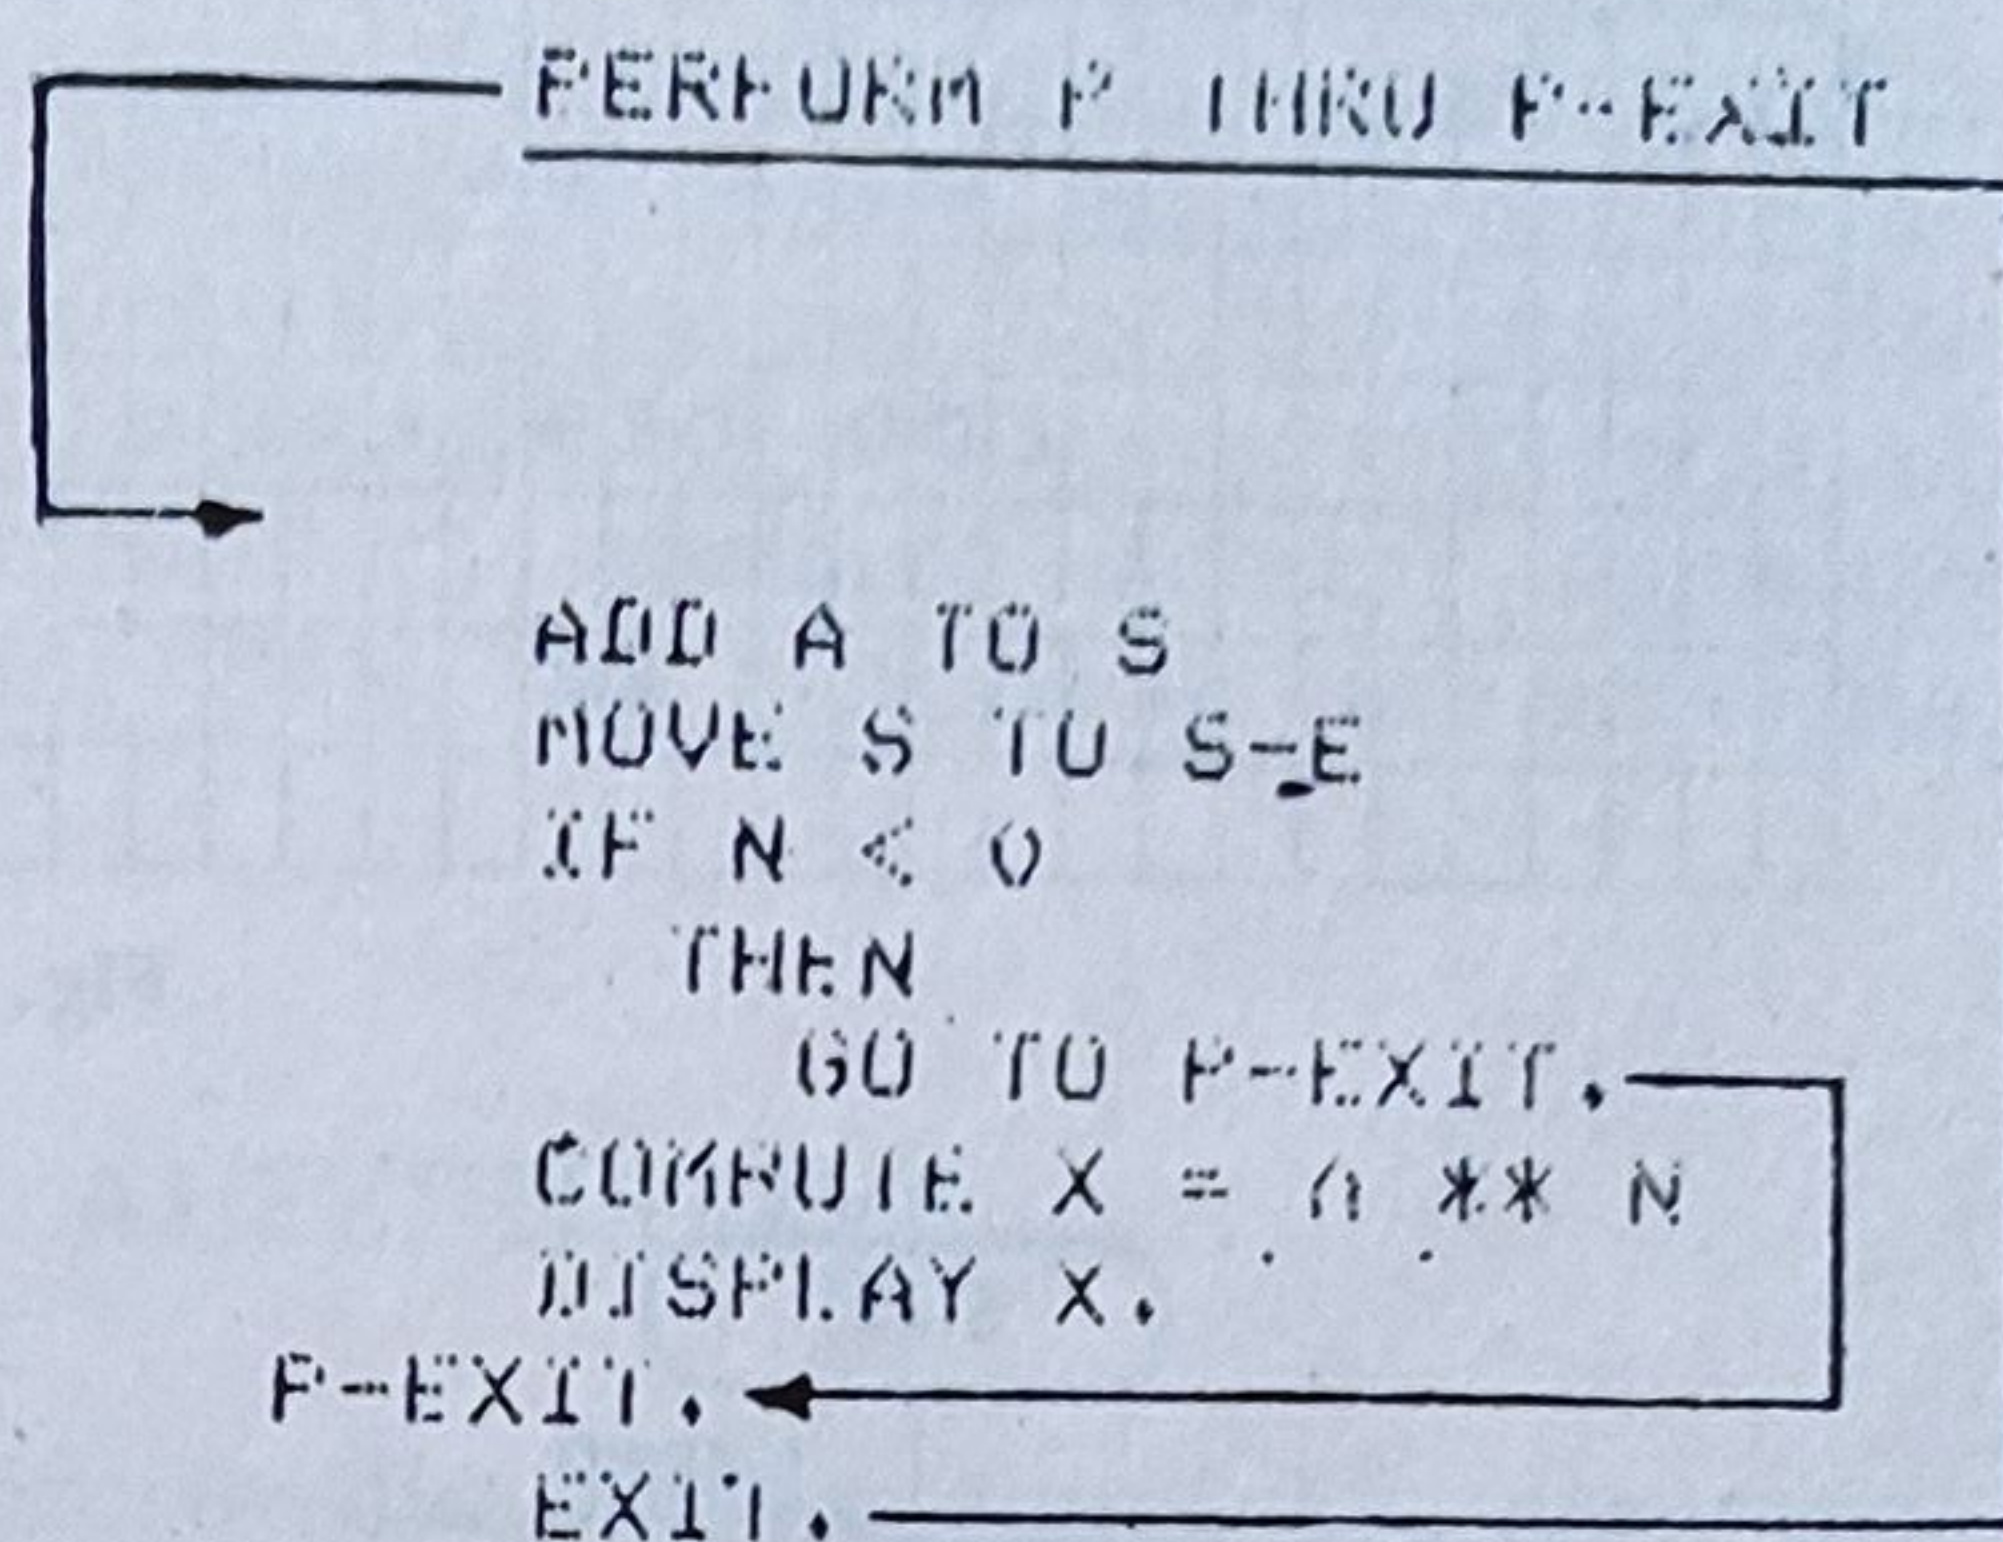 PERFORM P THRU P-EXIT
ADD A TO S
MOVE S TO S-E
IF N < 0
THEN
GO TO P-EXIT.
COMPUTE X = A ** N
DISPLAY X.
P-EXIT.
EXIT.